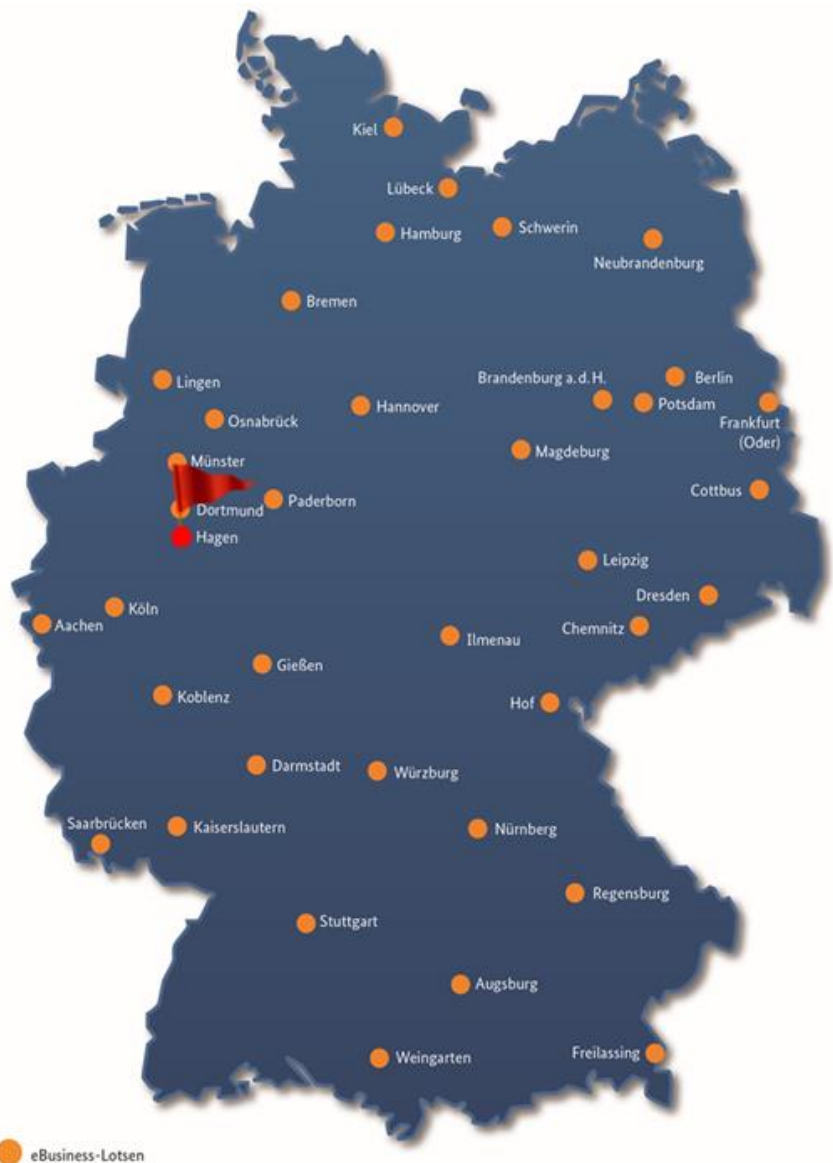 Kiel
Lübeck
Hamburg
Schwerin
Neubrandenburg
Bremen
Lingen
Osnabrück
Hannover
Brandenburg a.d.H.
Berlin
Potsdam
Frankfurt
(Oder)
Münster
Magdeburg
Cottbus
Dortmund
Paderborn
Hagen
Leipzig
Dresden
Köln
Aachen
Chemnitz
Ilmenau
Gießen
Koblenz
Hof
Darmstadt
Würzburg
Saarbrücken
Kaiserslautern
Nürnberg
Regensburg
Stuttgart
Augsburg
Weingarten
Freilassing
eBusiness-Lotsen